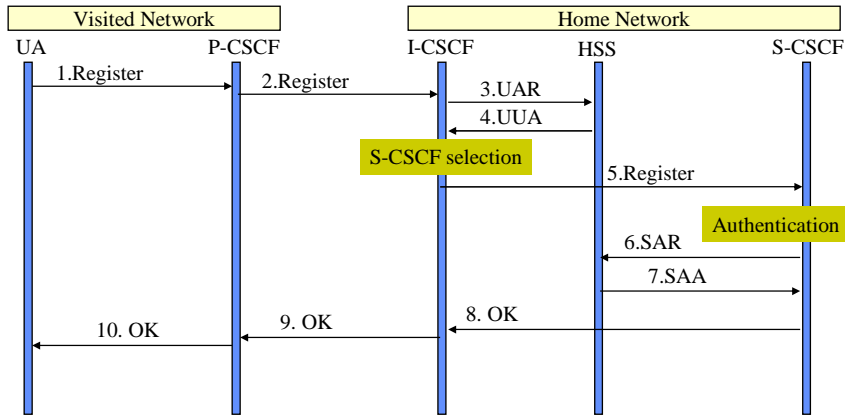 Visited Network
Home Network
UA
P-CSCF
I-CSCF
HSS
S-CSCF
1.Register
2.Register
3.UAR
4.UUA
S-CSCF selection
5.Register
Authentication
6.SAR
7.SAA
8. OK
9. OK
10. OK